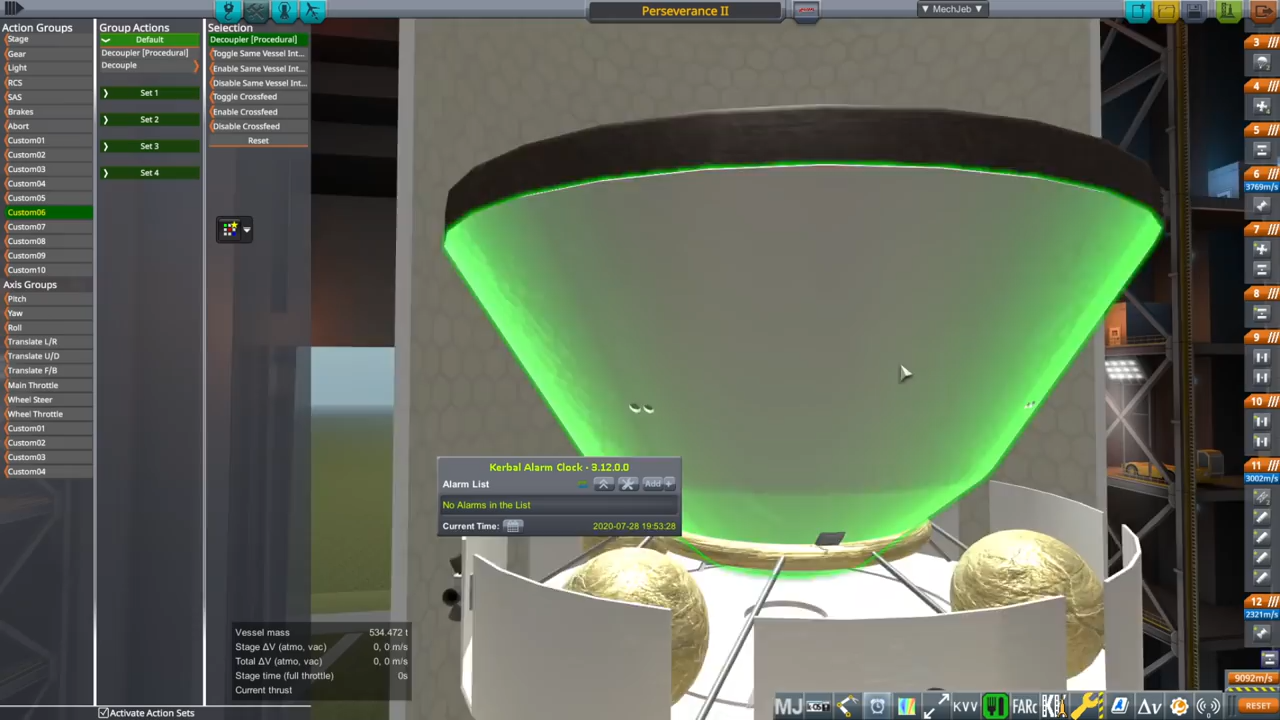 Perseverance II
▼ MechJeb ▼
Action Groups
Stage
Gear
Light
RCS
SAS
Brakes
Abort
Custom01
Custom02
Custom03
Custom04
Custom05
Custom06
Custom07
Custom08
Custom09
Custom10
Axis Groups
Pitch
Yaw
Roll
Translate L/R
Translate U/D
Translate F/B
Main Throttle
Wheel Steer
Wheel Throttle
Custom01
Custom02
Custom03
Custom04
Group Actions
Default
Decoupler [Procedural]
Decouple
Set 1
Set 2
Set 3
Set 4
Selection
Decoupler [Procedural]
Toggle Same Vessel Int...
Enable Same Vessel Int...
Disable Same Vessel Int...
Toggle Crossfeed
Enable Crossfeed
Disable Crossfeed
Reset
Kerbal Alarm Clock - 3.12.0.0
Alarm List
Add +
No Alarms in the List
Current Time: 2020-07-28 19:53:28
Vessel mass 534.472 t
Stage ΔV (atmo, vac) 0, 0 m/s
Total ΔV (atmo, vac) 0, 0 m/s
Stage time (full throttle) 0s
Current thrust
Activate Action Sets
3
4
5
6
3769m/s
7
8
9
10
11
3002m/s
12
2321m/s
9092m/s
MJ
KVV
FARc
Δv
RESET